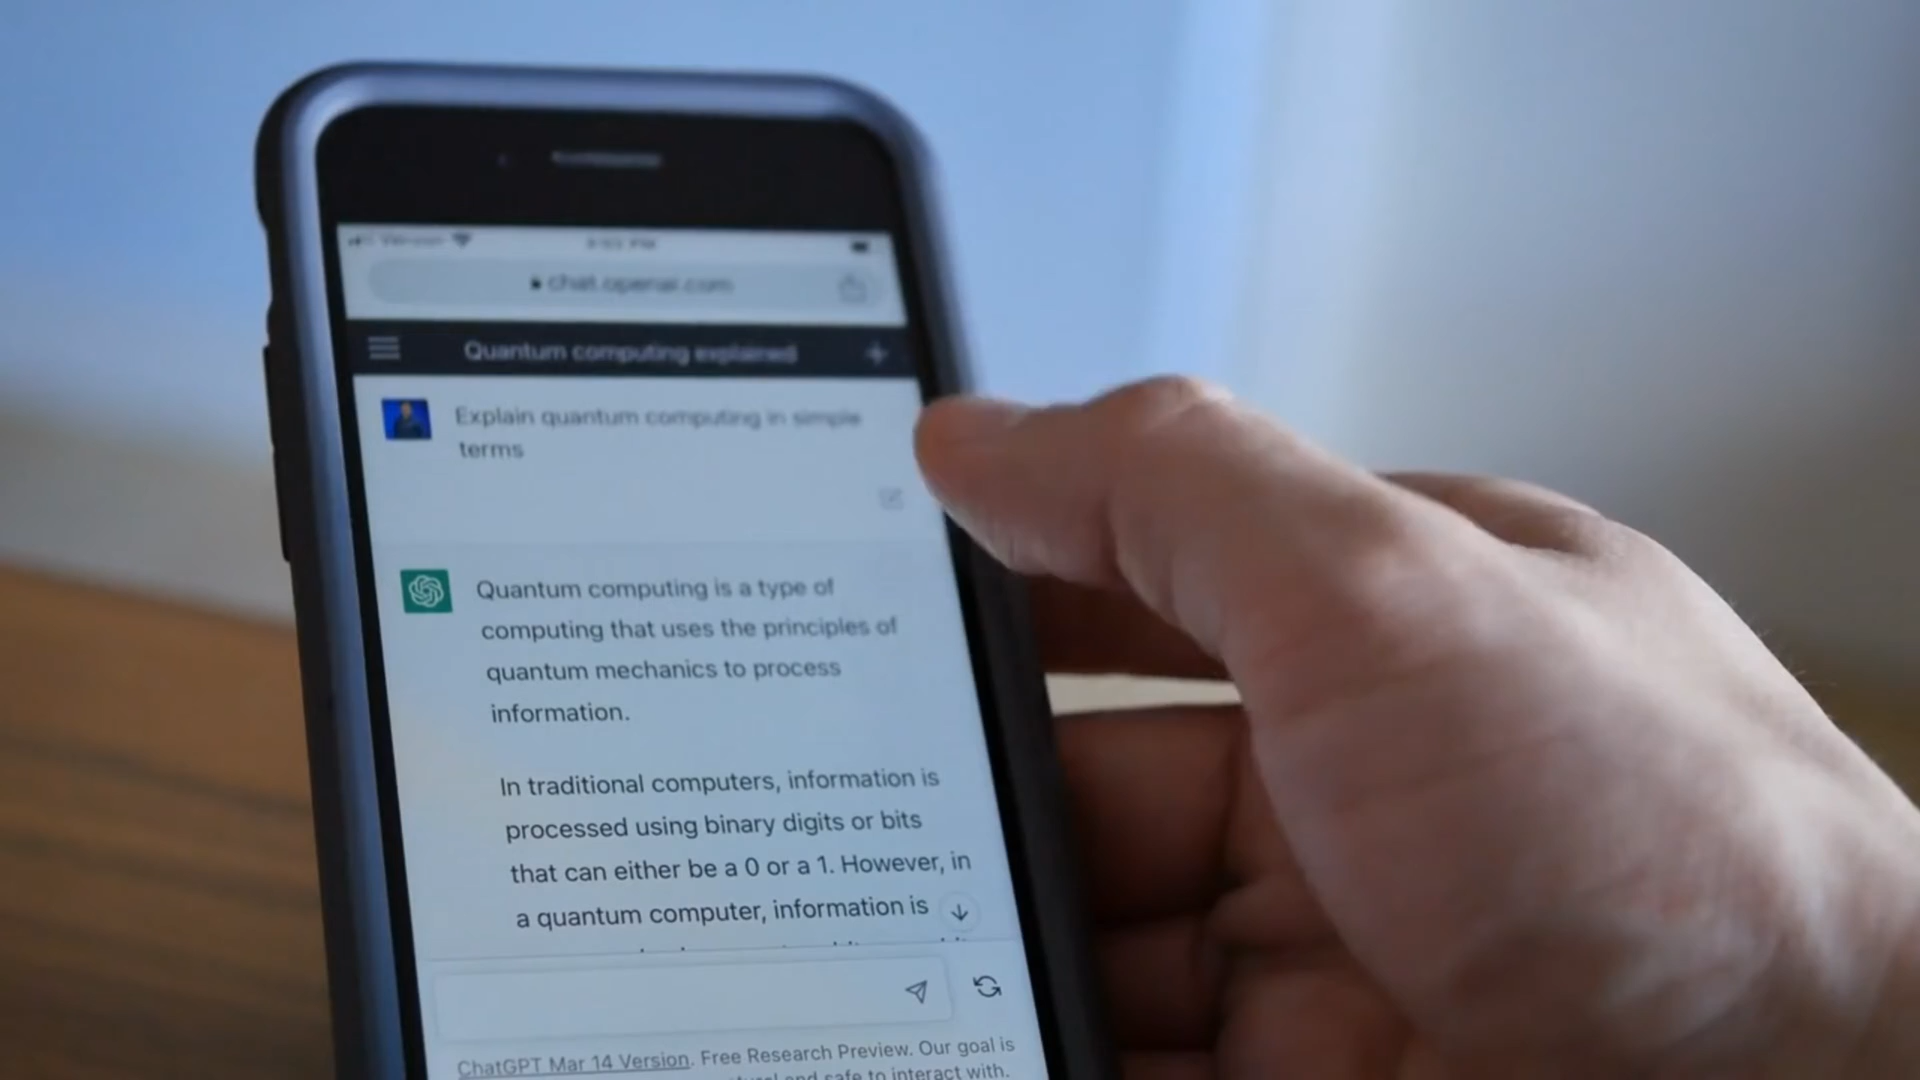 chat.openai.com
Quantum computing explained
Explain quantum computing in simple
terms
Quantum computing is a type of
computing that uses the principles of
quantum mechanics to process
information.
In traditional computers, information is
processed using binary digits or bits
that can either be a 0 or a 1. However, in
a quantum computer, information is
ChatGPT Mar 14 Version. Free Research Preview. Our goal is
safe to interact with.